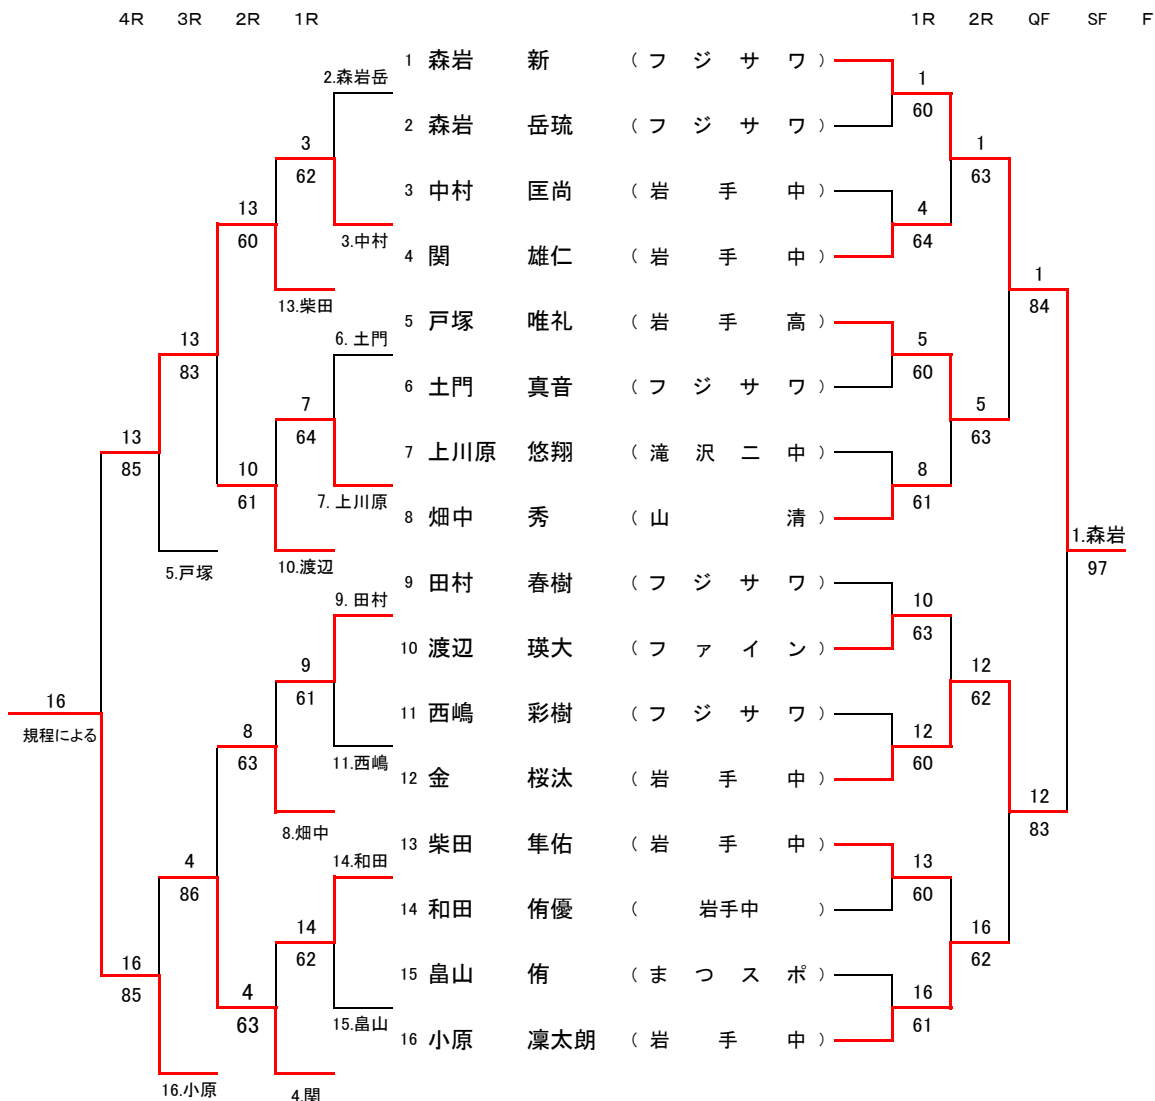 4R 3R 2R 1R 1R 2R QF SF F
1 森岩 新 （フジサワ）
2.森岩岳
1
60
2 森岩 岳琉 （フジサワ）
3
62
1
63
3 中村 匡尚 （岩手中）
13
60
3.中村
4
64
4 関 雄仁 （岩手中）
13.柴田
1
84
5 戸塚 唯礼 （岩手高）
6.土門
13
83
5
60
6 土門 真音 （フジサワ）
7
64
5
63
13
85
7 上川原 悠翔 （滝沢二中）
10
61
7.上川原
8
61
8 畑中 秀 （山清）
1.森岩
97
5.戸塚
10.渡辺
9 田村 春樹 （フジサワ）
9.田村
10
63
10 渡辺 瑛大 （ファイン）
9
61
12
62
16
規程による
11 西嶋 彩樹 （フジサワ）
8
63
11.西嶋
12
60
12 金 桜汰 （岩手中）
8.畑中
12
83
13 柴田 隼佑 （岩手中）
14.和田
4
86
13
60
14 和田 侑優 （岩手中）
14
62
16
62
16
85
15 畠山 侑 （まつスポ）
4
63
15.畠山
16
61
16 小原 凜太朗 （岩手中）
16.小原
4.関